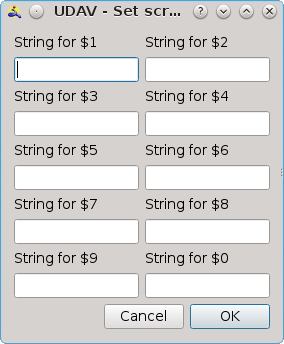 UDAV - Set scr...
String for $1 String for $2
String for $3 String for $4
String for $5 String for $6
String for $7 String for $8
String for $9 String for $0
Cancel OK